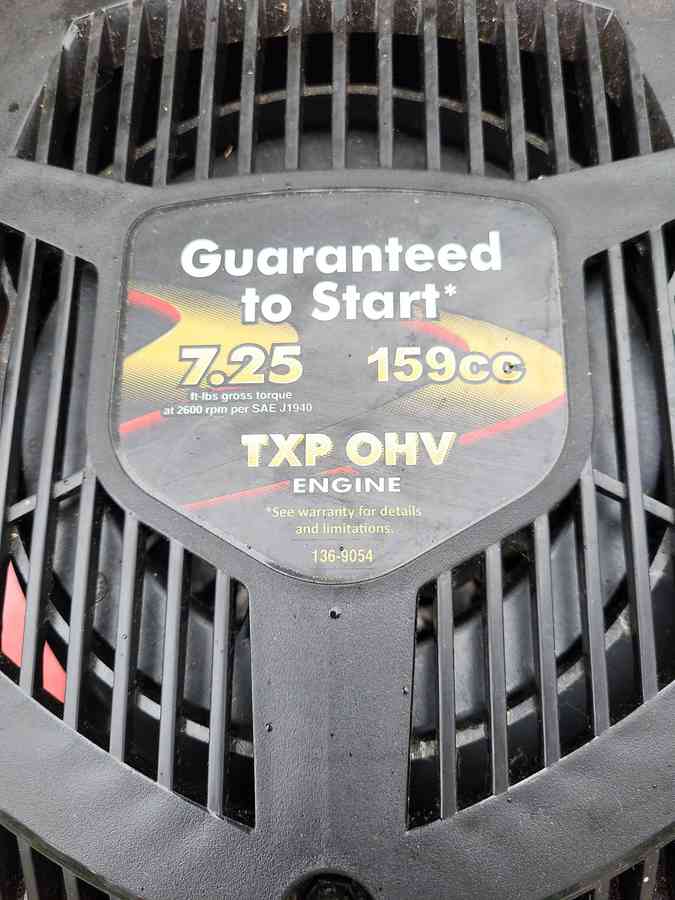 Guaranteed
to Start*
7.25 159cc
ft-lbs gross torque
at 2600 rpm per SAE J1940
TXP OHV
ENGINE
*See warranty for details
and limitations.
136-9054